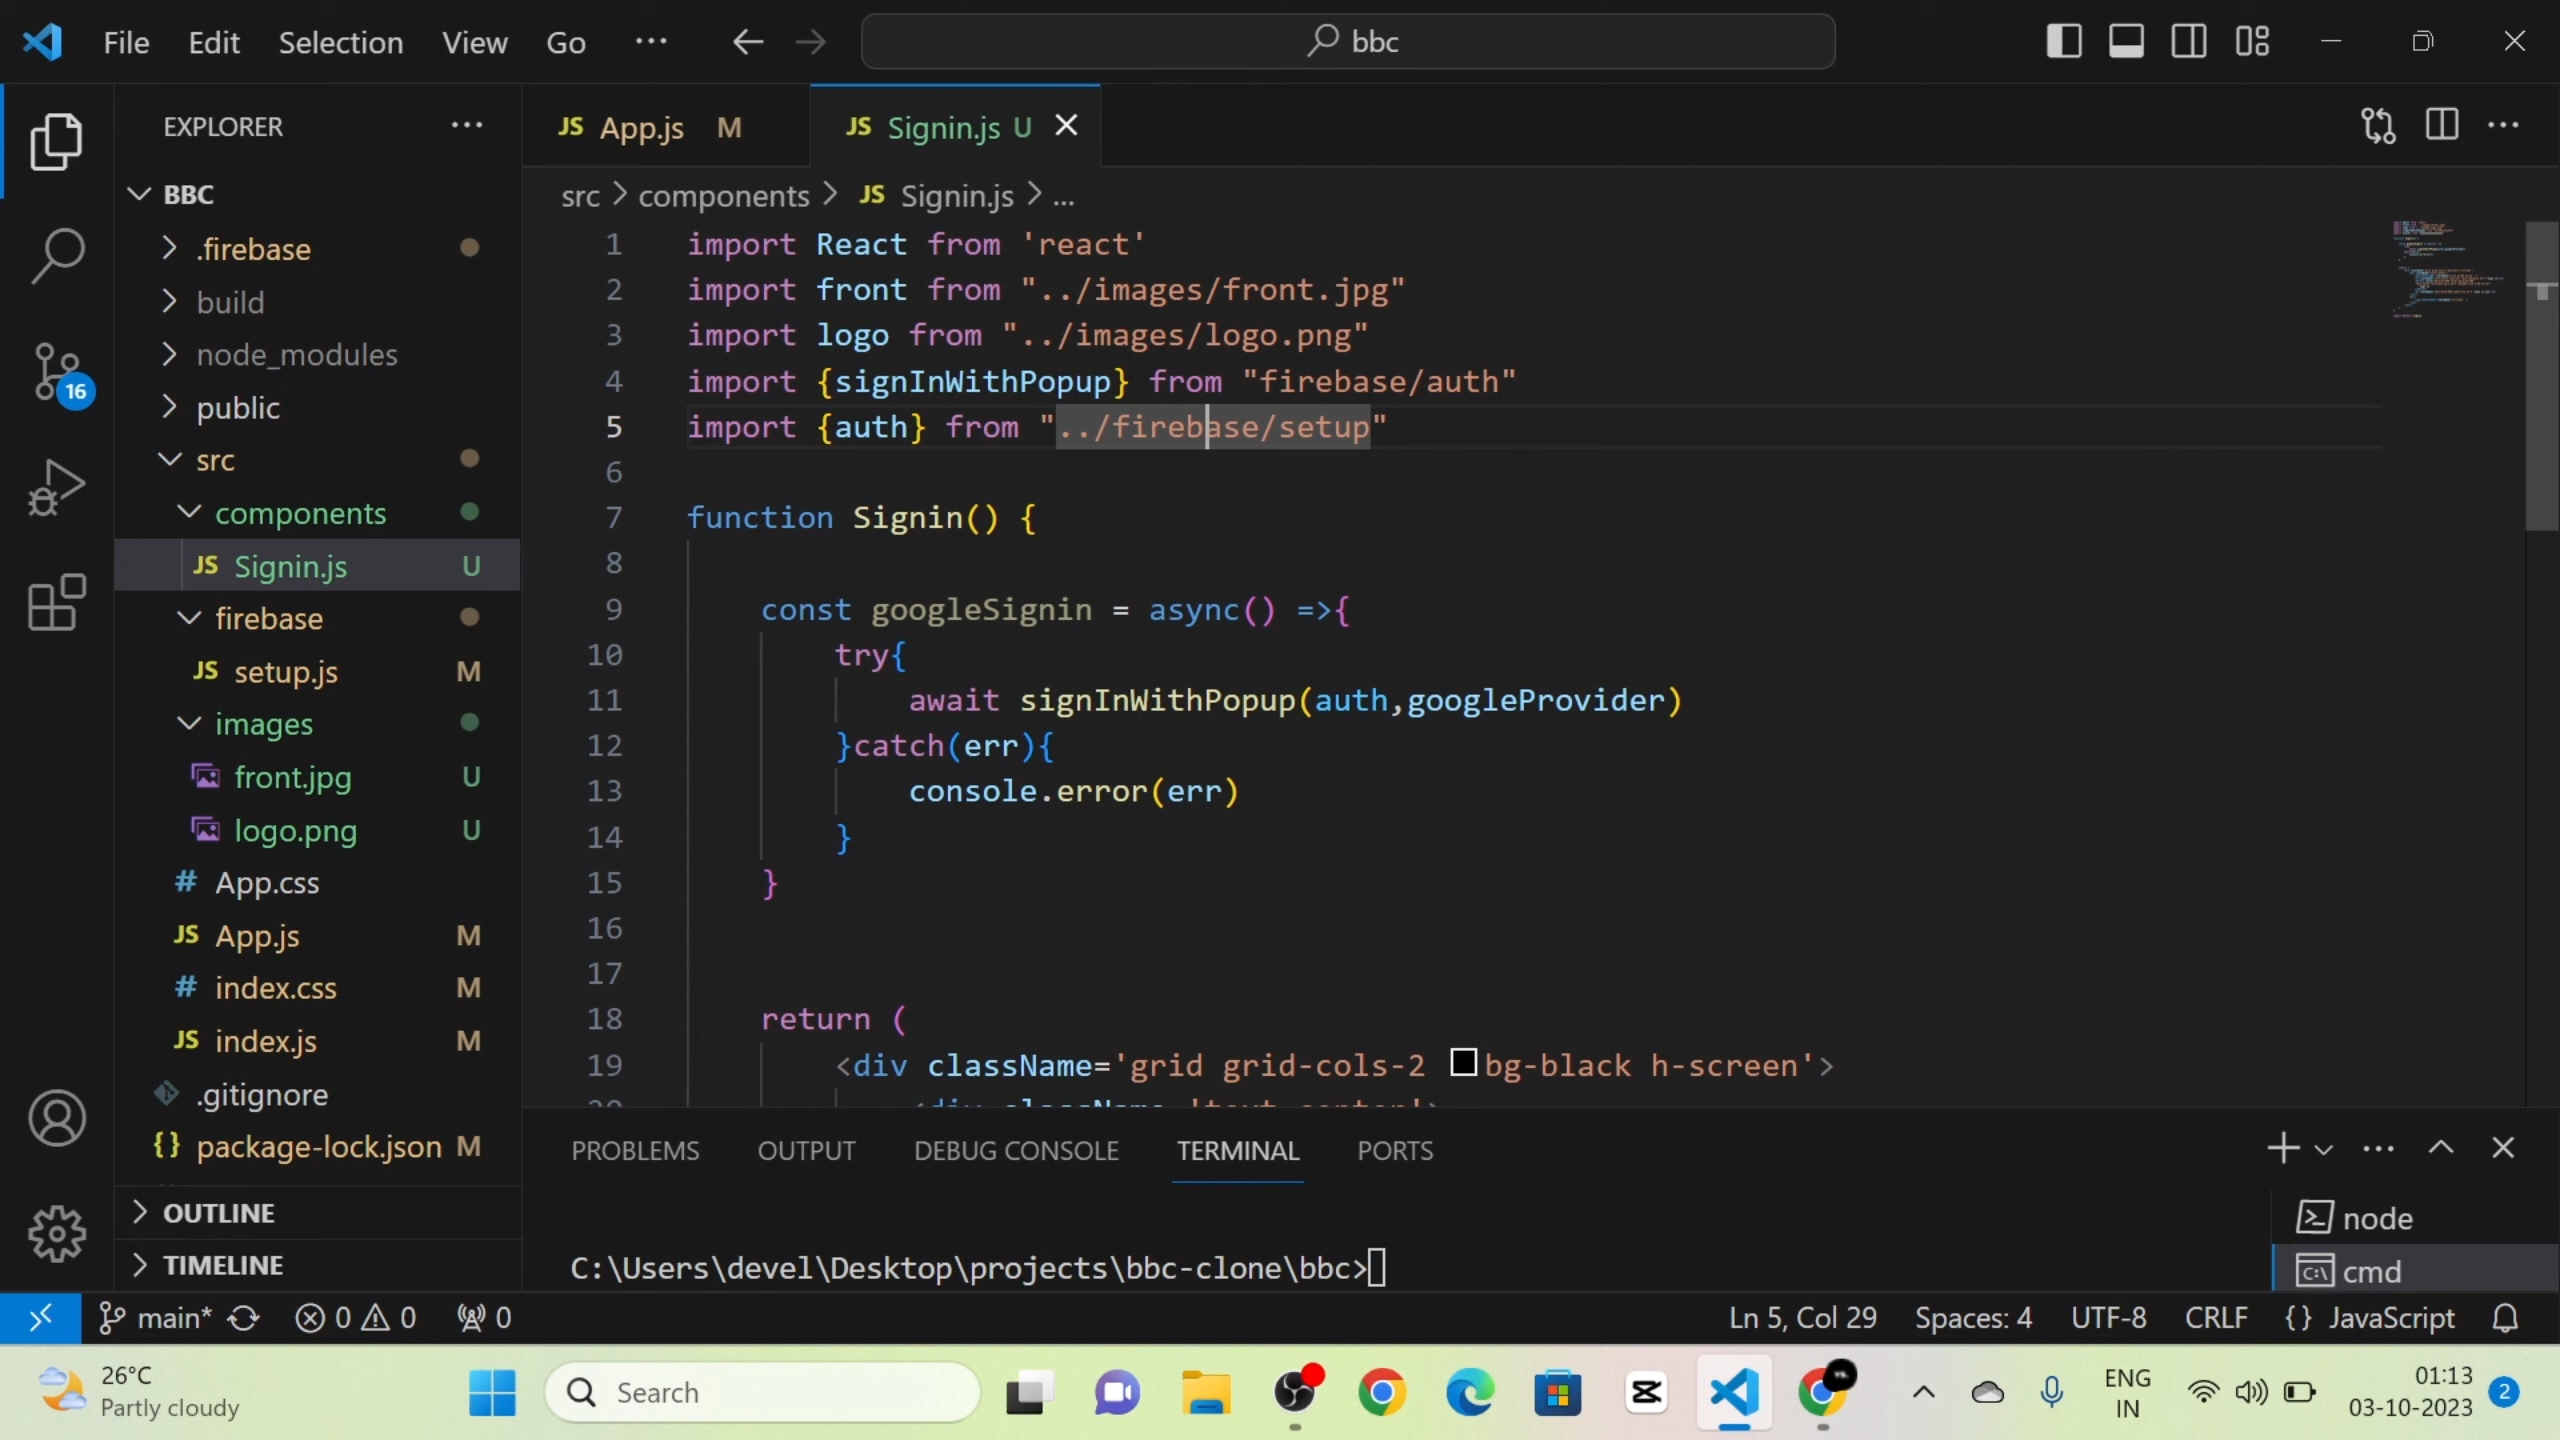 File Edit Selection View Go ··· bbc
EXPLORER ···
BBC
.firebase
build
node_modules
public
src
components
JS Signin.js U
firebase
JS setup.js M
images
front.jpg U
logo.png U
# App.css
JS App.js M
# index.css M
JS index.js M
.gitignore
{} package-lock.json M
OUTLINE
TIMELINE
16
JS App.js M JS Signin.js U
src > components > JS Signin.js > ...
1 import React from 'react'
2 import front from "../images/front.jpg"
3 import logo from "../images/logo.png"
4 import {signInWithPopup} from "firebase/auth"
5 import {auth} from "../firebase/setup"
6
7 function Signin() {
8
9 const googleSignin = async() =>{
10 try{
11 await signInWithPopup(auth,googleProvider)
12 }catch(err){
13 console.error(err)
14 }
15 }
16
17
18 return (
19 <div className='grid grid-cols-2 bg-black h-screen'>
PROBLEMS OUTPUT DEBUG CONSOLE TERMINAL PORTS
C:\Users\devel\Desktop\projects\bbc-clone\bbc>
node
cmd
main* 0 0 0 Ln 5, Col 29 Spaces: 4 UTF-8 CRLF {} JavaScript
26°C
Partly cloudy
Search
ENG
IN
01:13
03-10-2023
2